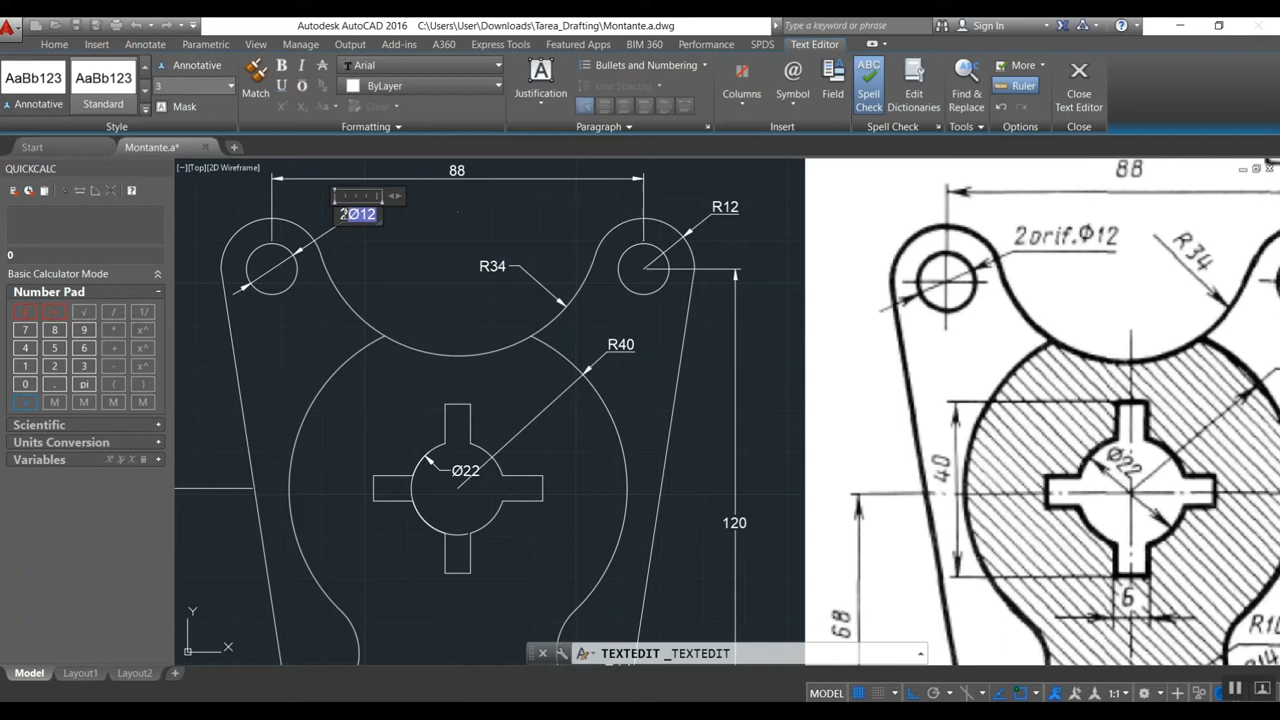 Autodesk AutoCAD 2016 C:\Users\User\Downloads\Tarea_Drafting\Montante.a.dwg
Type a keyword or phrase
Sign In
Home Insert Annotate Parametric View Manage Output Add-ins A360 Express Tools Featured Apps BIM 360 Performance SPDS Text Editor
AaBb123 AaBb123 Annotative
Annotative Standard
3
Mask
Style
Match
B I A
U O
Arial
ByLayer
Clear
Formatting
Justification
Bullets and Numbering
Line Spacing
Paragraph
Columns
Symbol
Field
Insert
ABC
Spell Check
Edit Dictionaries
Spell Check
Find & Replace
Tools
More
Ruler
Options
Close Text Editor
Close
Start
Montante.a*
QUICKCALC
0
Basic Calculator Mode
Number Pad
7 8 9 * x^
4 5 6 + x^
1 2 3 - 1/
0 . pi ( )
M M M M
Scientific
Units Conversion
Variables
[−][Top][2D Wireframe]
88
2Ø12
R12
R34
R40
Ø22
120
Y
X
88
2orif.Φ12
R34
40
Φ22
6
68
TEXTEDIT _TEXTEDIT
Model Layout1 Layout2
MODEL
1:1